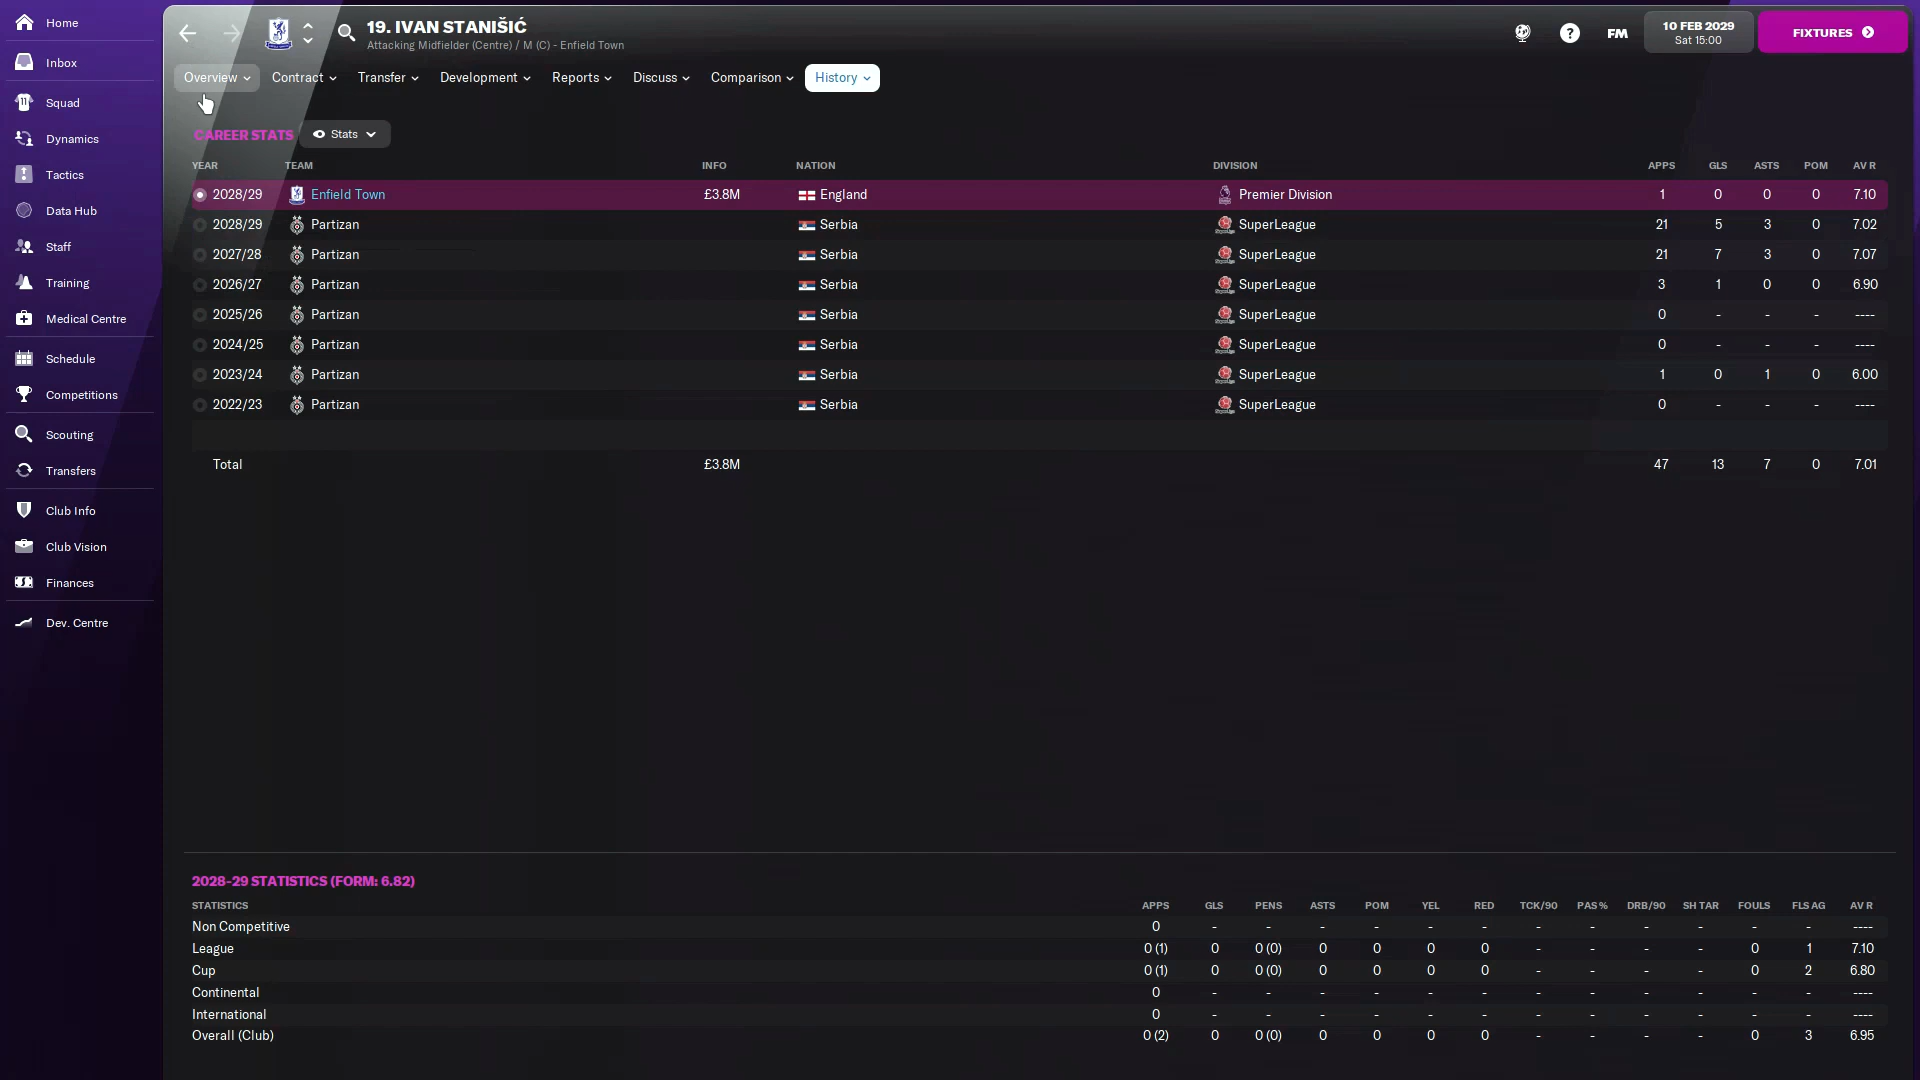 Home
Inbox
Squad
Dynamics
Tactics
Data Hub
Staff
Training
Medical Centre
Schedule
Competitions
Scouting
Transfers
Club Info
Club Vision
Finances
Dev. Centre
19. IVAN STANIŠIĆ
Attacking Midfielder (Centre) / M (C) - Enfield Town
? FM
10 FEB 2029
Sat 15:00
FIXTURES
Overview Contract Transfer Development Reports Discuss Comparison History
CAREER STATS Stats
YEAR TEAM INFO NATION DIVISION APPS GLS ASTS POM AV R
2028/29 Enfield Town £3.8M England Premier Division 1 0 0 0 7.10
2028/29 Partizan Serbia SuperLeague 21 5 3 0 7.02
2027/28 Partizan Serbia SuperLeague 21 7 3 0 7.07
2026/27 Partizan Serbia SuperLeague 3 1 0 0 6.90
2025/26 Partizan Serbia SuperLeague 0 - - - ----
2024/25 Partizan Serbia SuperLeague 0 - - - ----
2023/24 Partizan Serbia SuperLeague 1 0 1 0 6.00
2022/23 Partizan Serbia SuperLeague 0 - - - ----
Total £3.8M 47 13 7 0 7.01
2028-29 STATISTICS (FORM: 6.82)
STATISTICS APPS GLS PENS ASTS POM YEL RED TCK/90 PAS % DRB/90 SH TAR FOULS FLS AG AV R
Non Competitive 0 - - - - - - - - - - - - ----
League 0 (1) 0 0 (0) 0 0 0 0 - - - - 0 1 7.10
Cup 0 (1) 0 0 (0) 0 0 0 0 - - - - 0 2 6.80
Continental 0 - - - - - - - - - - - - ----
International 0 - - - - - - - - - - - - ----
Overall (Club) 0 (2) 0 0 (0) 0 0 0 0 - - - - 0 3 6.95